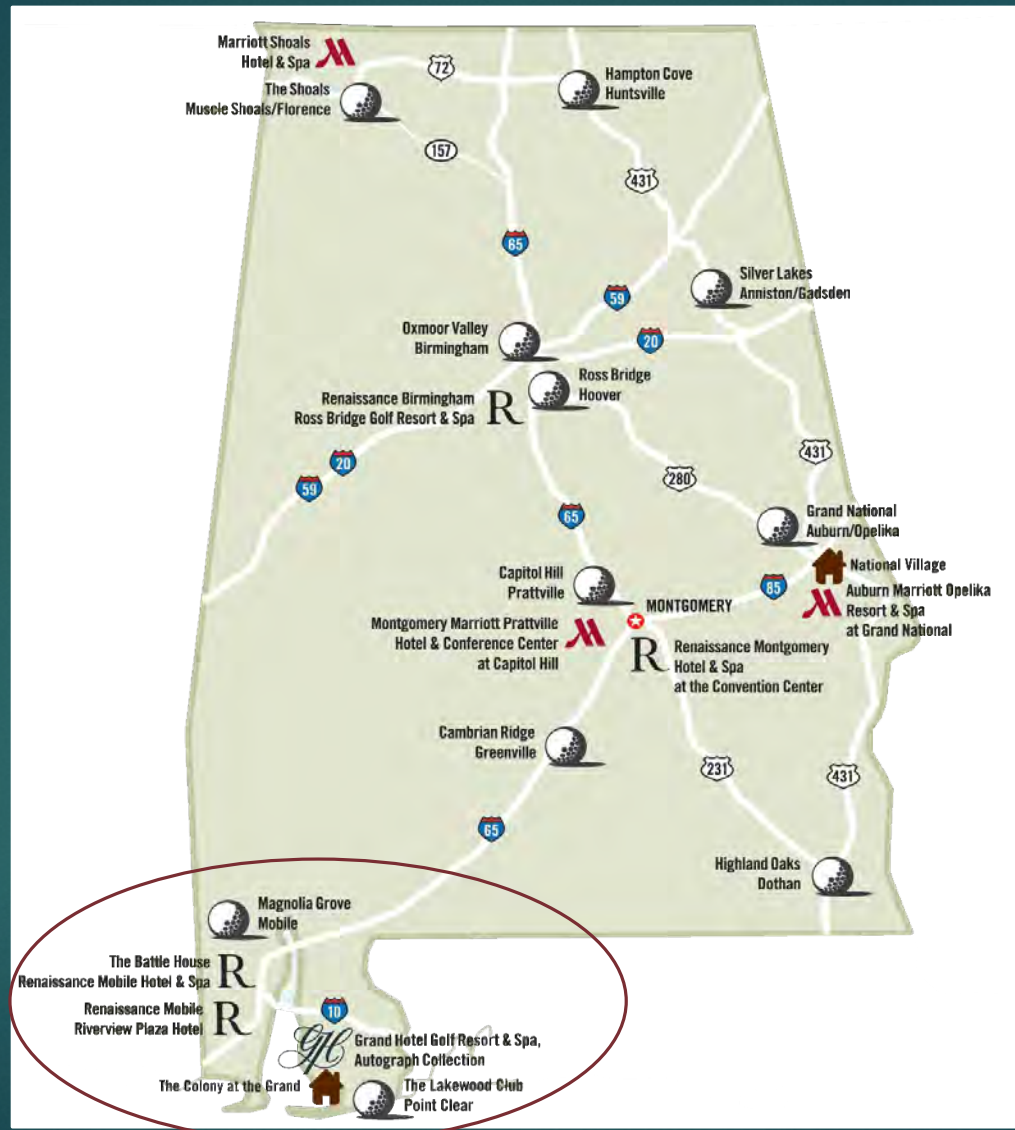 Marriott Shoals
Hotel & Spa
72
The Shoals
Muscle Shoals/Florence
Hampton Cove
Huntsville
157
431
65
Silver Lakes
Anniston/Gadsden
59
Oxmoor Valley
Birmingham
20
Ross Bridge
Hoover
Renaissance Birmingham
Ross Bridge Golf Resort & Spa
R
431
20
59
280
65
Grand National
Auburn/Opelika
National Village
Capitol Hill
Prattville
85
Auburn Marriott Opelika
Resort & Spa
at Grand National
MONTGOMERY
Montgomery Marriott Prattville
Hotel & Conference Center
at Capitol Hill
R
Renaissance Montgomery
Hotel & Spa
at the Convention Center
Cambrian Ridge
Greenville
231
431
65
Highland Oaks
Dothan
Magnolia Grove
Mobile
The Battle House
Renaissance Mobile Hotel & Spa
R
Renaissance Mobile
Riverview Plaza Hotel
R
10
GH
Grand Hotel Golf Resort & Spa,
Autograph Collection
The Colony at the Grand
The Lakewood Club
Point Clear